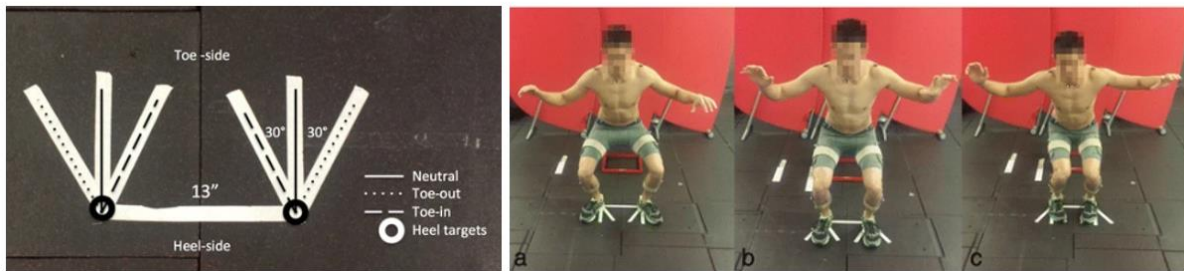 Toe -side
30°
30°
13”
Neutral
Toe-out
Toe-in
Heel targets
Heel-side
a
b
c